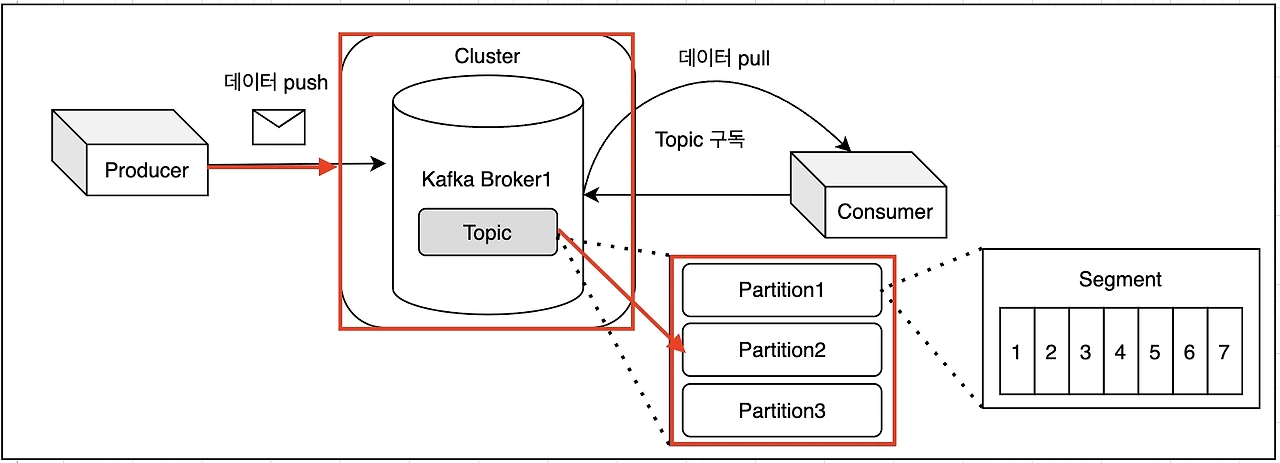 Cluster
데이터 push
데이터 pull
Topic 구독
Producer
Kafka Broker1
Topic
Consumer
Partition1
Partition2
Partition3
Segment
1 2 3 4 5 6 7